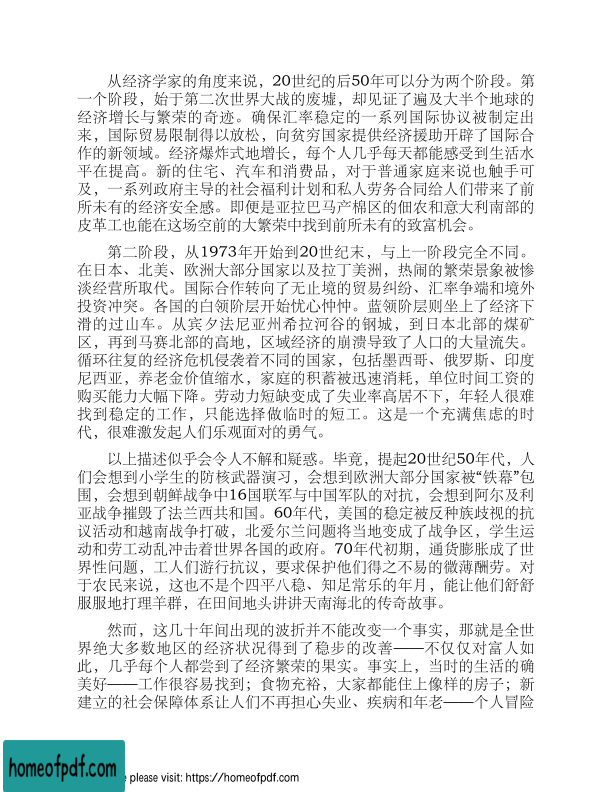 从经济学家的角度来说，20世纪的后50年可以分为两个阶段。第
一个阶段，始于第二次世界大战的废墟，却见证了遍及大半个地球的
经济增长与繁荣的奇迹。确保汇率稳定的一系列国际协议被制定出
来，国际贸易限制得以放松，向贫穷国家提供经济援助开辟了国际合
作的新领域。经济爆炸式地增长，每个人几乎每天都能感受到生活水
平在提高。新的住宅、汽车和消费品，对于普通家庭来说也触手可
及，一系列政府主导的社会福利计划和私人劳务合同给人们带来了前
所未有的经济安全感。即便是亚拉巴马产棉区的佃农和意大利南部的
皮革工也能在这场空前的大繁荣中找到前所未有的致富机会。
第二阶段，从1973年开始到20世纪末，与上一阶段完全不同。
在日本、北美、欧洲大部分国家以及拉丁美洲，热闹的繁荣景象被惨
淡经营所取代。国际合作转向了无止境的贸易纠纷、汇率争端和境外
投资冲突。各国的白领阶层开始忧心忡忡。蓝领阶层则坐上了经济下
滑的过山车。从宾夕法尼亚州希拉河谷的钢城，到日本北部的煤矿
区，再到马赛北部的高地，区域经济的崩溃导致了人口的大量流失。
循环往复的经济危机侵袭着不同的国家，包括墨西哥、俄罗斯、印度
尼西亚，养老金价值缩水，家庭的积蓄被迅速消耗，单位时间工资的
购买能力大幅下降。劳动力短缺变成了失业率高居不下，年轻人很难
找到稳定的工作，只能选择做临时的短工。这是一个充满焦虑的时
代，很难激发起人们乐观面对的勇气。
以上描述似乎会令人不解和疑惑。毕竟，提起20世纪50年代，人
们会想到小学生的防核武器演习，会想到欧洲大部分国家被“铁幕”包
围，会想到朝鲜战争中16国联军与中国军队的对抗，会想到阿尔及利
亚战争摧毁了法兰西共和国。60年代，美国的稳定被反种族歧视的抗
议活动和越南战争打破，北爱尔兰问题将当地变成了战争区，学生运
动和劳工动乱冲击着世界各国的政府。70年代初期，通货膨胀成了世
界性问题，工人们游行抗议，要求保护他们得之不易的微薄酬劳。对
于农民来说，这也不是个四平八稳、知足常乐的年月，能让他们舒舒
服服地打理羊群，在田间地头讲讲天南海北的传奇故事。
然而，这几十年间出现的波折并不能改变一个事实，那就是全世
界绝大多数地区的经济状况得到了稳步的改善——不仅仅对富人如
此，几乎每个人都尝到了经济繁荣的果实。事实上，当时的生活的确
美好——工作很容易找到；食物充裕，大家都能住上像样的房子；新
建立的社会保障体系让人们不再担心失业、疾病和年老——个人冒险
homeofpdf.com
please visit: https://homeofpdf.com